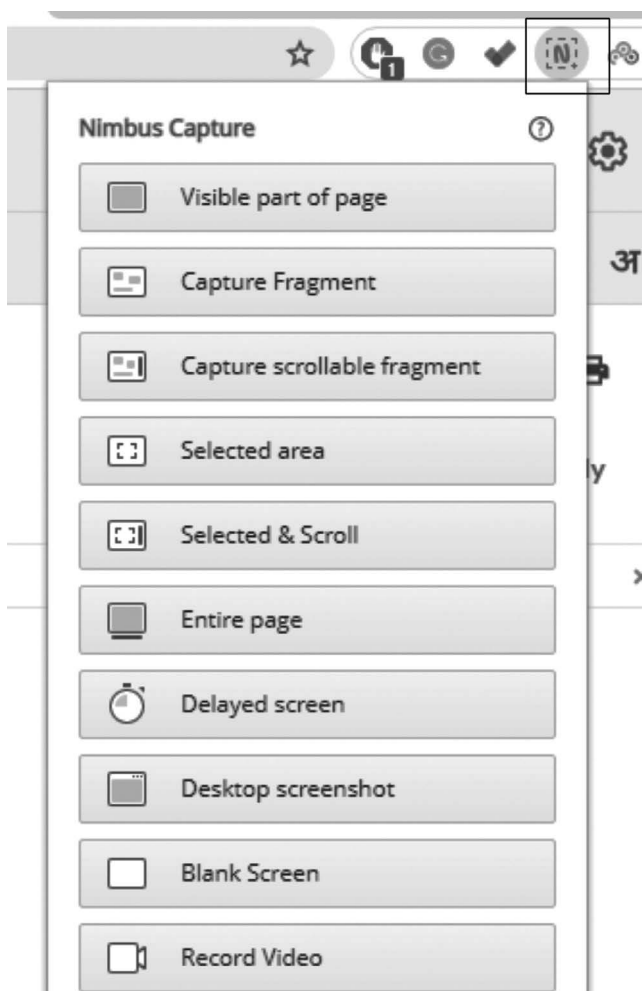 1
N
Nimbus Capture
?
Visible part of page
अ
Capture Fragment
Capture scrollable fragment
Selected area
ly
Selected & Scroll
Entire page
Delayed screen
Desktop screenshot
Blank Screen
Record Video